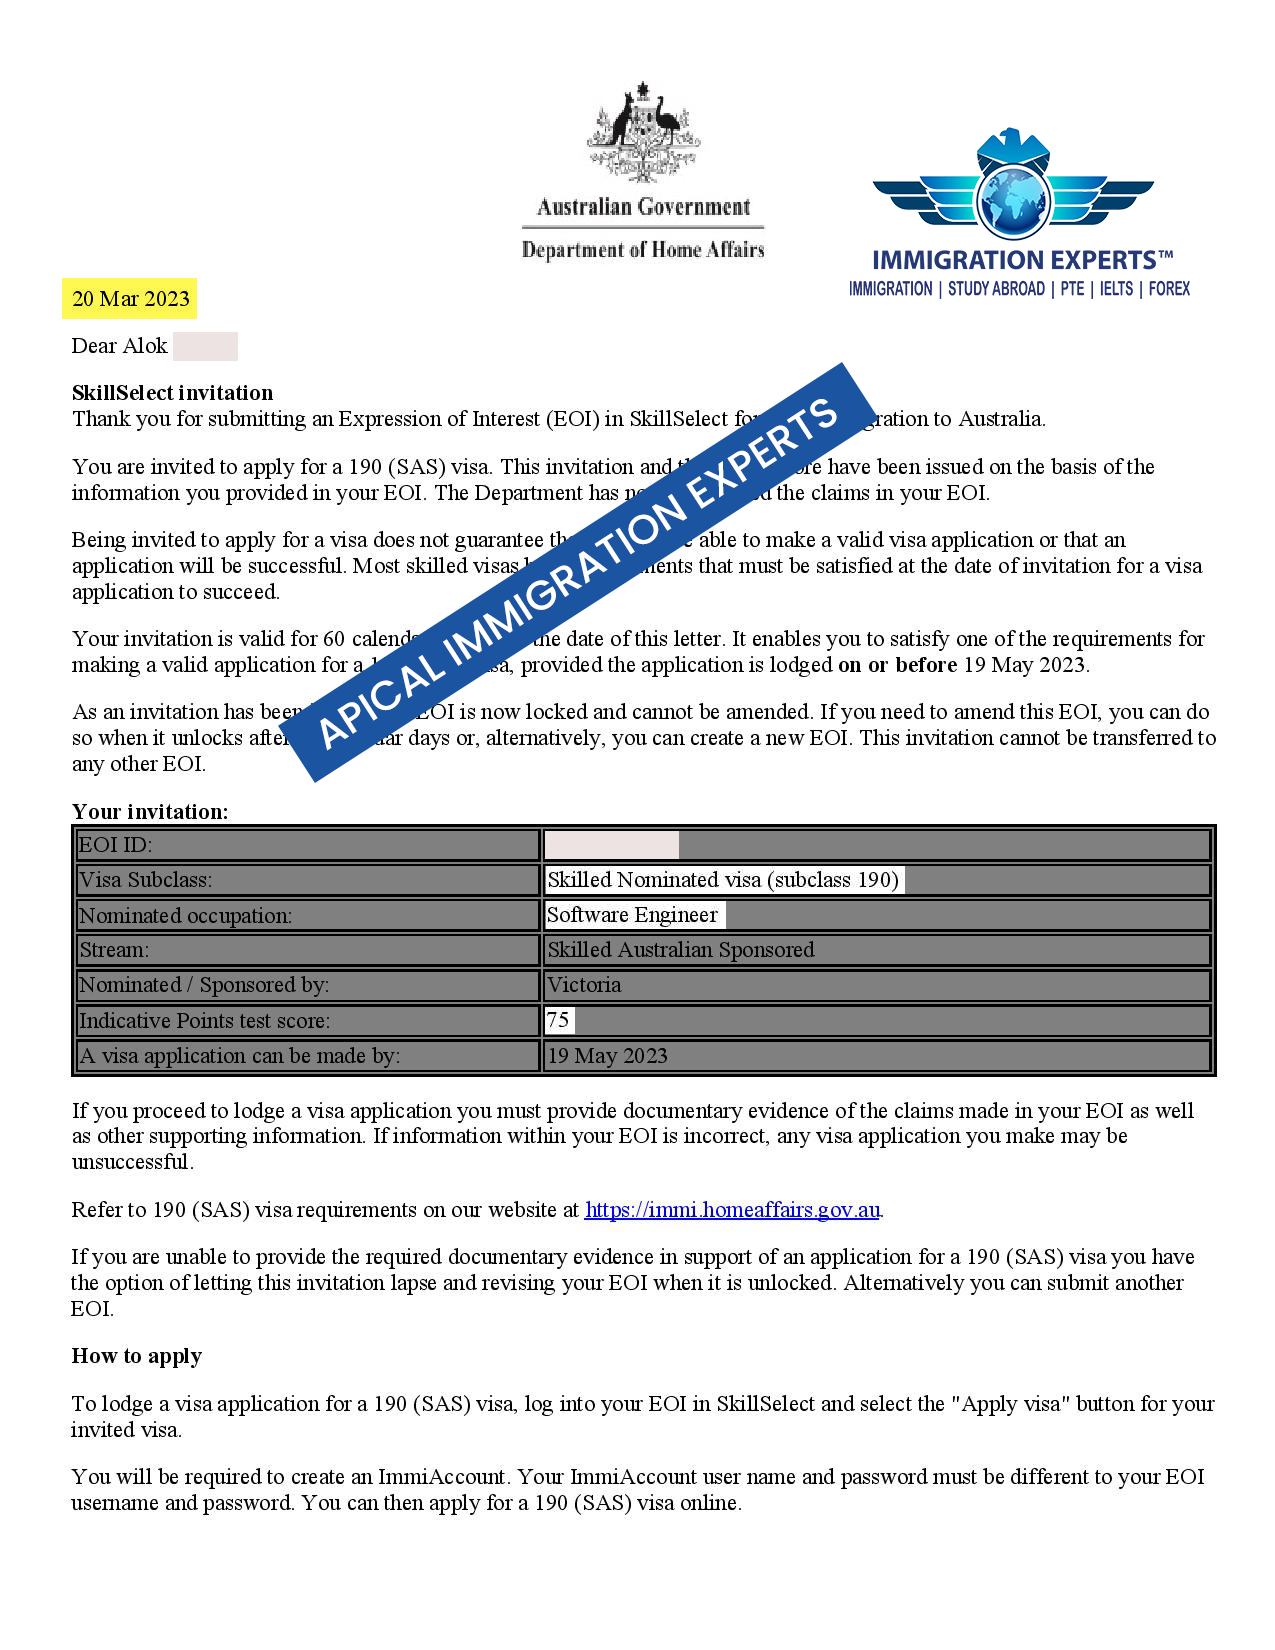 Australian Government
Department of Home Affairs
IMMIGRATION EXPERTS™
IMMIGRATION | STUDY ABROAD | PTE | IELTS | FOREX
20 Mar 2023
Dear Alok
SkillSelect invitation
Thank you for submitting an Expression of Interest (EOI) in SkillSelect to Australia.
You are invited to apply for a 190 (SAS) visa. This invitation and have been issued on the basis of the
information you provided in your EOI. The Department has the claims in your EOI.
Being invited to apply for a visa does not guarantee able to make a valid visa application or that an
application will be successful. Most skilled visas that must be satisfied at the date of invitation for a visa
application to succeed.
Your invitation is valid for 60 the date of this letter. It enables you to satisfy one of the requirements for
making a valid application for a provided the application is lodged on or before 19 May 2023.
As an invitation has been EOI is now locked and cannot be amended. If you need to amend this EOI, you can do
so when it unlocks days or, alternatively, you can create a new EOI. This invitation cannot be transferred to
any other EOI.
APICAL IMMIGRATION EXPERTS
Your invitation:
EOI ID:
Visa Subclass: Skilled Nominated visa (subclass 190)
Nominated occupation: Software Engineer
Stream: Skilled Australian Sponsored
Nominated / Sponsored by: Victoria
Indicative Points test score: 75
A visa application can be made by: 19 May 2023
If you proceed to lodge a visa application you must provide documentary evidence of the claims made in your EOI as well
as other supporting information. If information within your EOI is incorrect, any visa application you make may be
unsuccessful.
Refer to 190 (SAS) visa requirements on our website at https://immi.homeaffairs.gov.au.
If you are unable to provide the required documentary evidence in support of an application for a 190 (SAS) visa you have
the option of letting this invitation lapse and revising your EOI when it is unlocked. Alternatively you can submit another
EOI.
How to apply
To lodge a visa application for a 190 (SAS) visa, log into your EOI in SkillSelect and select the "Apply visa" button for your
invited visa.
You will be required to create an ImmiAccount. Your ImmiAccount user name and password must be different to your EOI
username and password. You can then apply for a 190 (SAS) visa online.